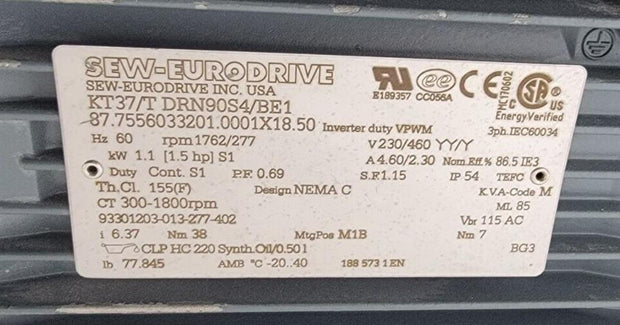 SEW-EURODRIVE
SEW-EURODRIVE INC. USA
KT37/T DRN90S4/BE1
87.7556033201.0001X18.50 Inverter duty VPWM 3ph.IEC60034
E189357 CC056A
MCT70602
Energy Verified
Hz 60 rpm 1762/277 V 230/460 YY/Y
kW 1.1 [1.5 hp] S1 A 4.60/2.30 Nom.Eff.% 86.5 IE3
Duty Cont. S1 P.F. 0.69 S.F. 1.15 IP 54 TEFC
Th.Cl. 155(F) Design NEMA C K.V.A-Code M
CT 300-1800rpm ML 85
93301203-013-277-402 Vbr 115 AC
i 6.37 Nm 38 MtgPos M1B Nm 7
CLP HC 220 Synth.Oil/0.50 l BG3
lb 77.845 AMB °C -20..40 188 573 1 EN